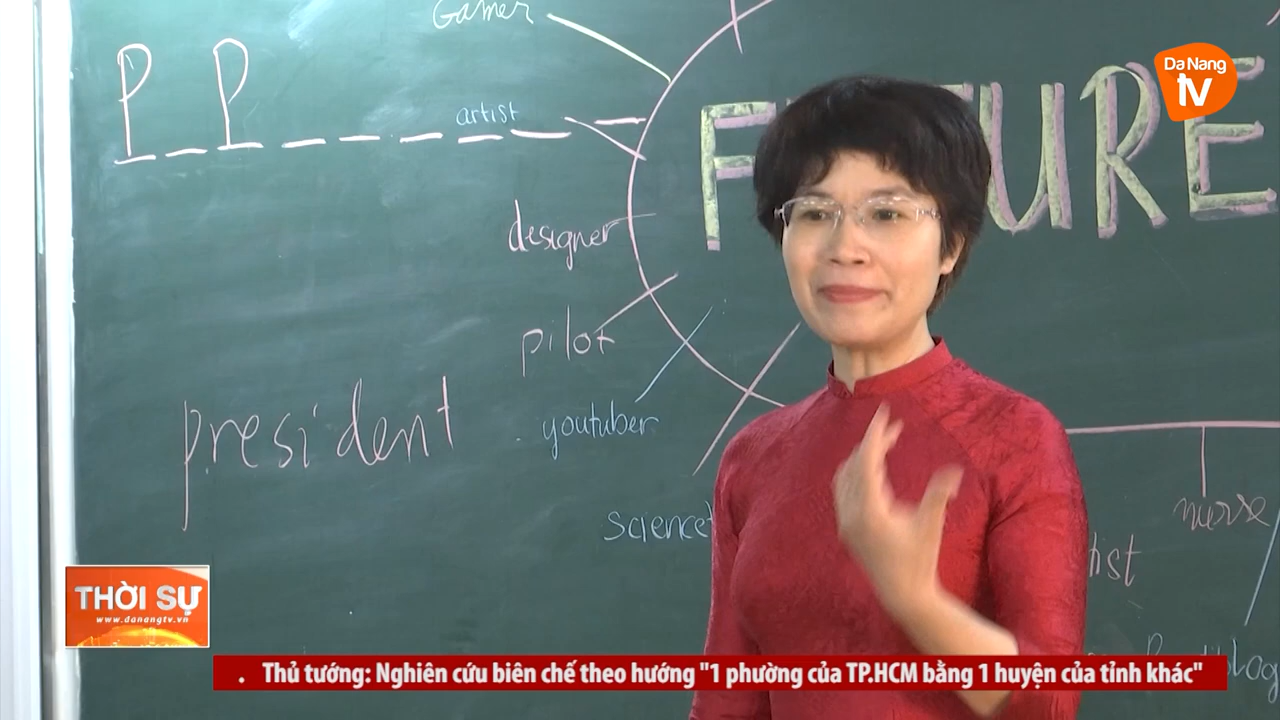 Gamer
Da Nang
tv
P P
artist
FUTURE
designer
pilot
youtuber
president
nurse
THỜI SỰ
www.danangtv.vn
. Thủ tướng: Nghiên cứu biên chế theo hướng "1 phường của TP.HCM bằng 1 huyện của tỉnh khác"